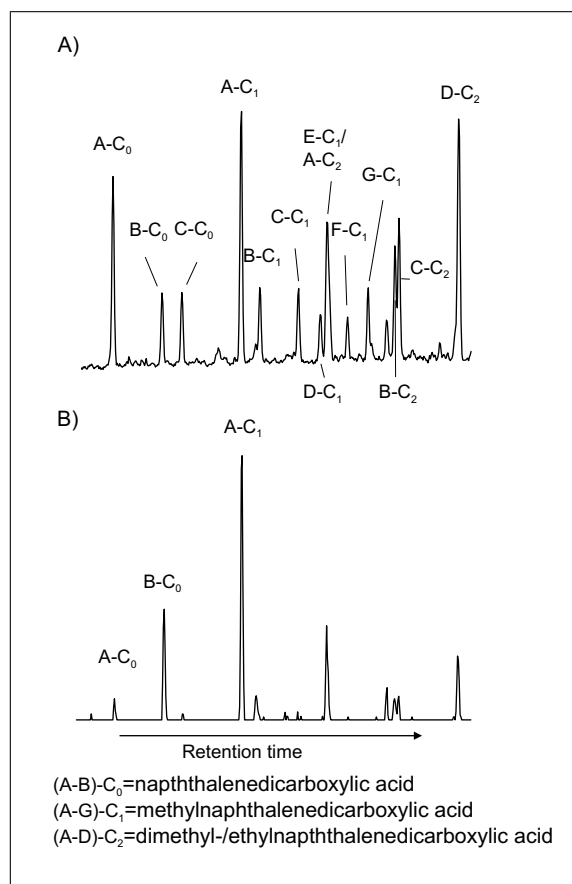 A)
A-C₁
D-C₂
A-C₀
E-C₁/
A-C₂
G-C₁
B-C₀
C-C₀
C-C₁
F-C₁
B-C₁
C-C₂
D-C₁
B-C₂
B)
A-C₁
B-C₀
A-C₀
Retention time
(A-B)-C₀=napththalenedicarboxylic acid
(A-G)-C₁=methylnaphthalenedicarboxylic acid
(A-D)-C₂=dimethyl-/ethylnapththalenedicarboxylic acid